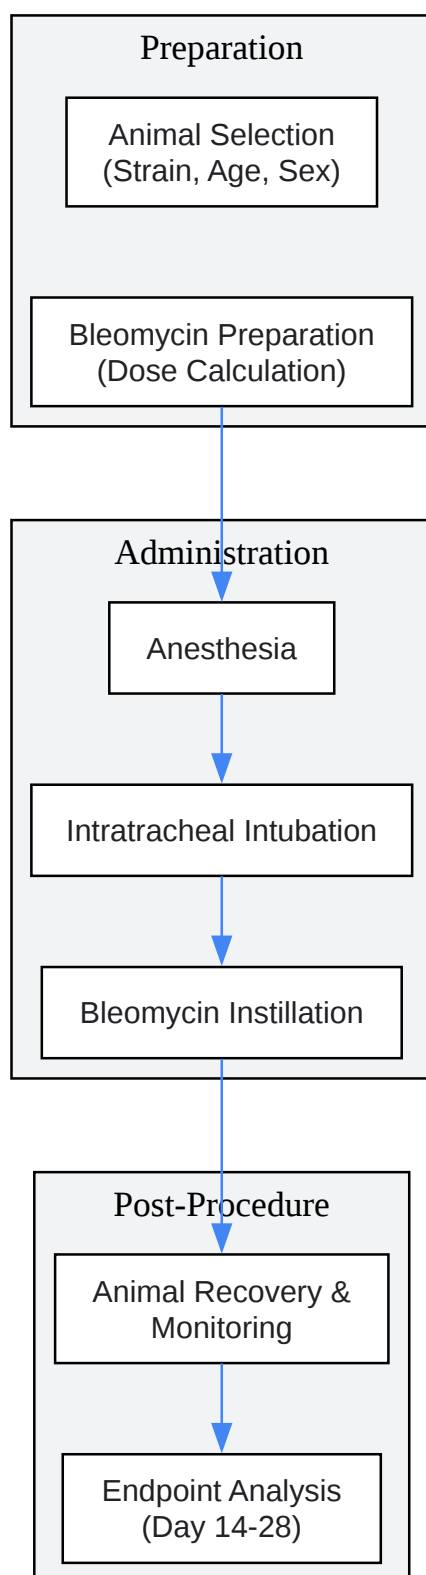 Preparation
Animal Selection
(Strain, Age, Sex)
Bleomycin Preparation
(Dose Calculation)
Administration
Anesthesia
Intratracheal Intubation
Bleomycin Instillation
Post-Procedure
Animal Recovery &
Monitoring
Endpoint Analysis
(Day 14-28)